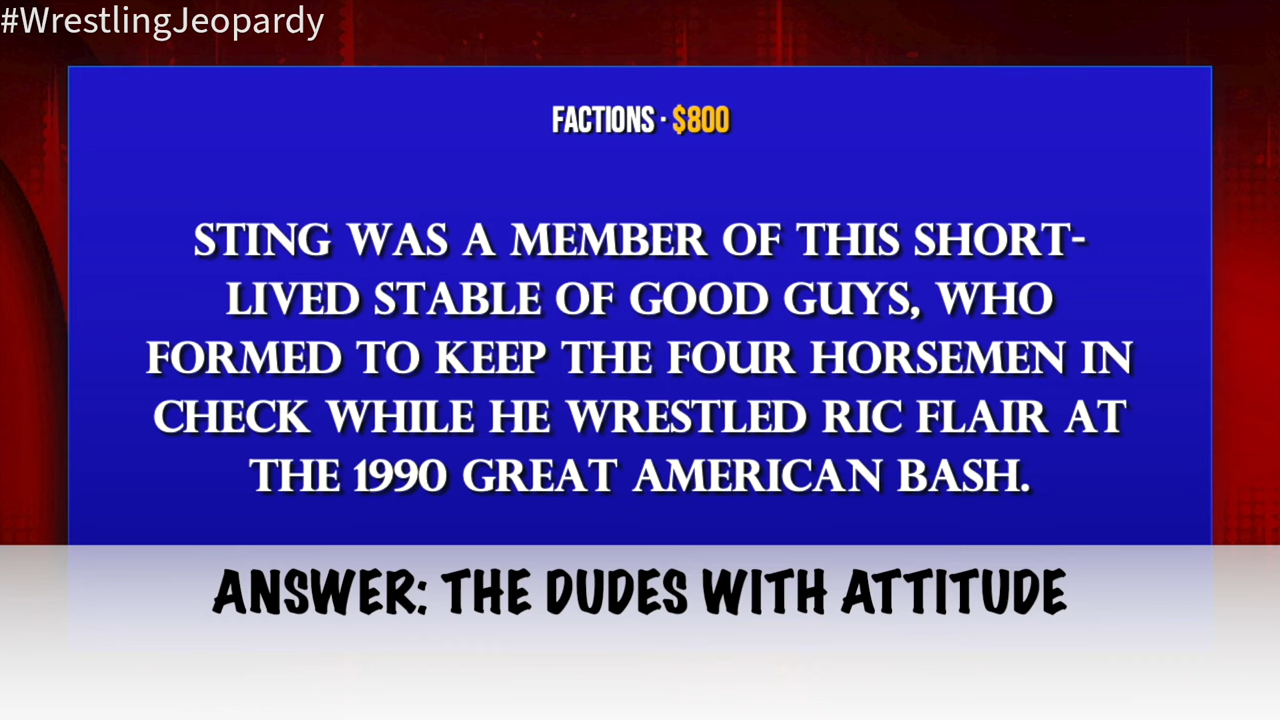 #WrestlingJeopardy
FACTIONS · $800
STING WAS A MEMBER OF THIS SHORT-
LIVED STABLE OF GOOD GUYS, WHO
FORMED TO KEEP THE FOUR HORSEMEN IN
CHECK WHILE HE WRESTLED RIC FLAIR AT
THE 1990 GREAT AMERICAN BASH.
ANSWER: THE DUDES WITH ATTITUDE